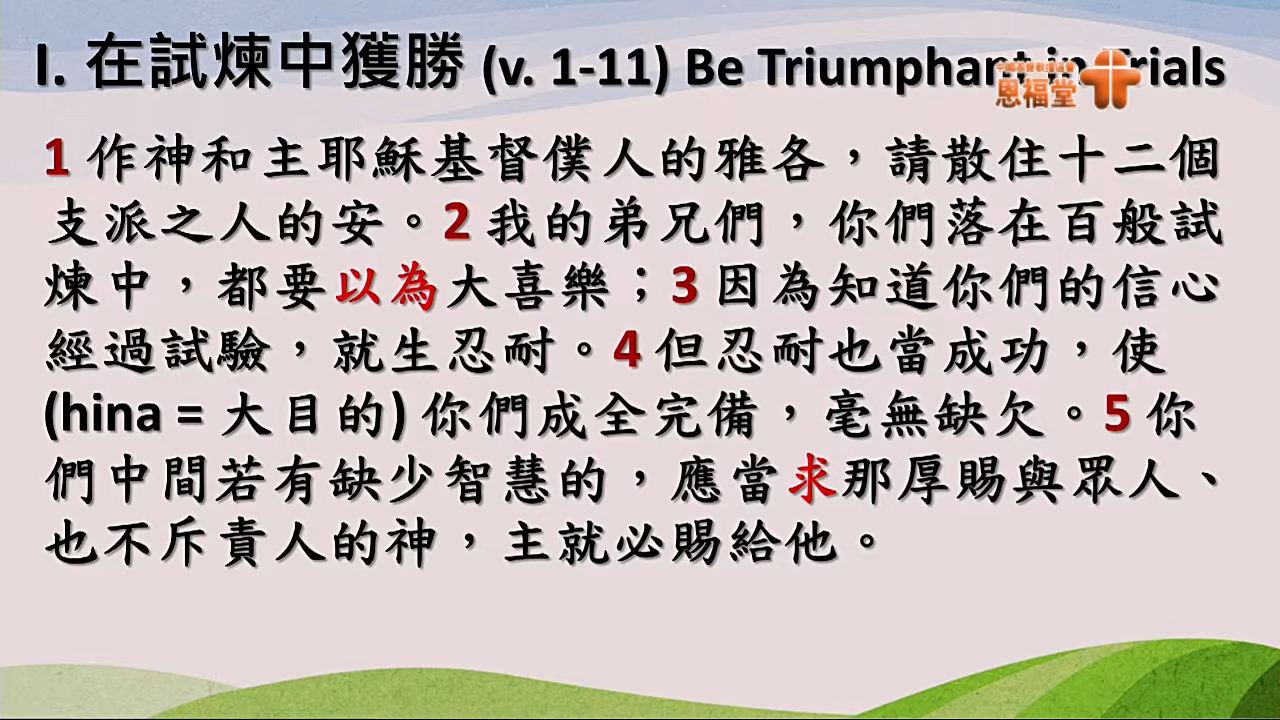 I. 在試煉中獲勝 (v. 1-11) Be Triumphant in Trials
恩福堂
1 作神和主耶穌基督僕人的雅各，請散住十二個
支派之人的安。2 我的弟兄們，你們落在百般試
煉中，都要以為大喜樂；3 因為知道你們的信心
經過試驗，就生忍耐。4 但忍耐也當成功，使
(hina = 大目的) 你們成全完備，毫無缺欠。5 你
們中間若有缺少智慧的，應當求那厚賜與眾人、
也不斥責人的神，主就必賜給他。